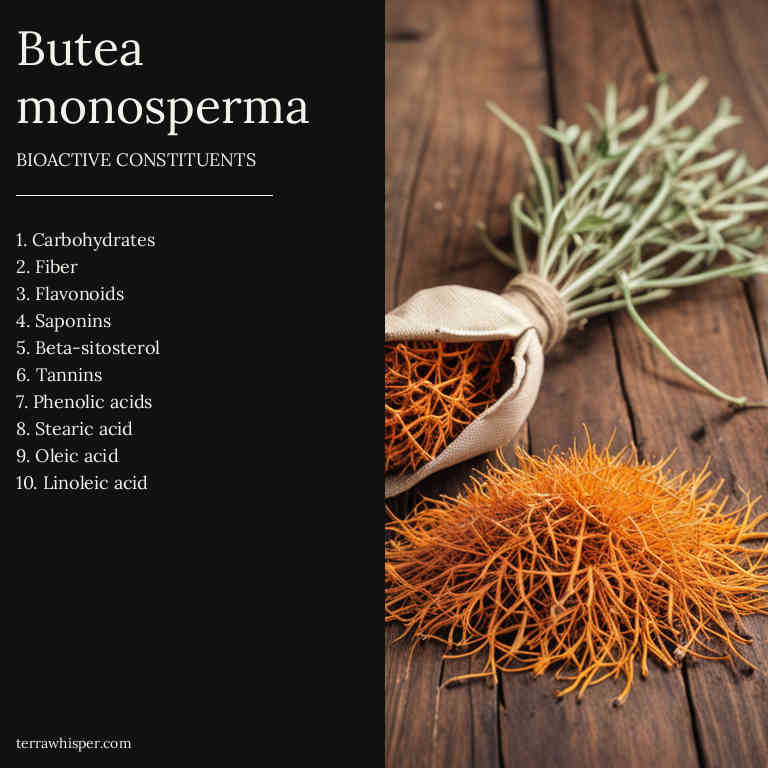 Butea
monosperma
BIOACTIVE CONSTITUENTS
1. Carbohydrates
2. Fiber
3. Flavonoids
4. Saponins
5. Beta-sitosterol
6. Tannins
7. Phenolic acids
8. Stearic acid
9. Oleic acid
10. Linoleic acid
terrawhisper.com